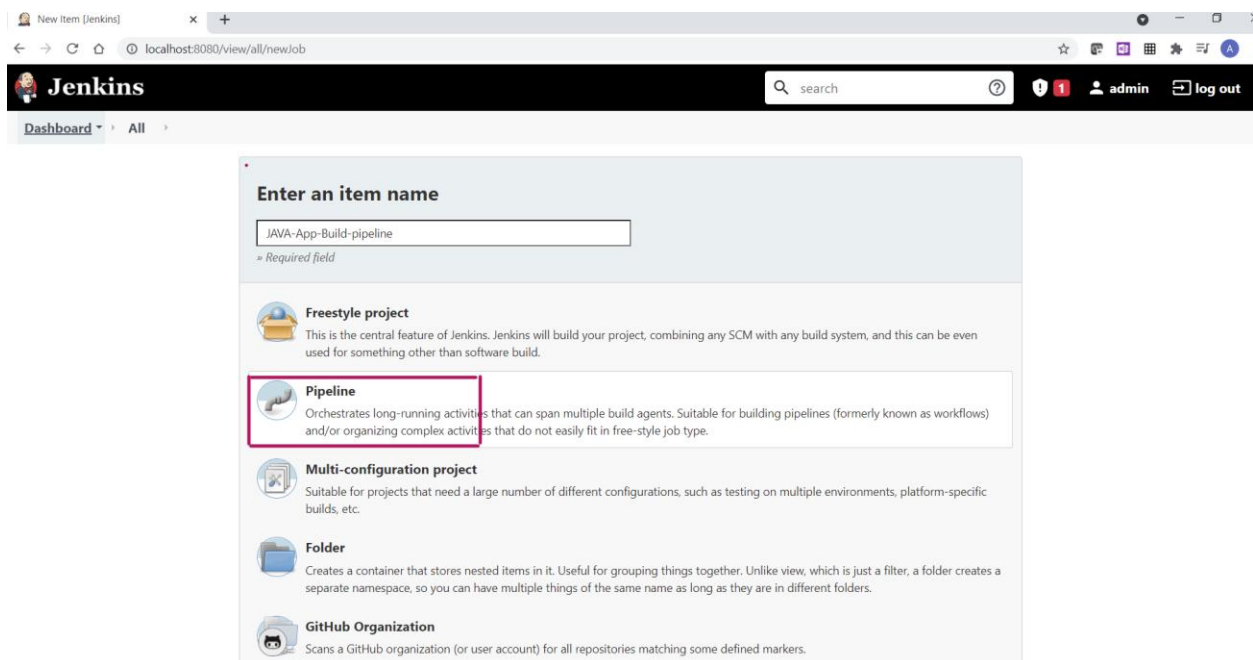 New Item [Jenkins]
localhost:8080/view/all/newJob
A
Jenkins
search
1
admin
log out
Dashboard
All
Enter an item name
JAVA-App-Build-pipeline
» Required field
Freestyle project
This is the central feature of Jenkins. Jenkins will build your project, combining any SCM with any build system, and this can be even
used for something other than software build.
Pipeline
Orchestrates long-running activities that can span multiple build agents. Suitable for building pipelines (formerly known as workflows)
and/or organizing complex activities that do not easily fit in free-style job type.
Multi-configuration project
Suitable for projects that need a large number of different configurations, such as testing on multiple environments, platform-specific
builds, etc.
Folder
Creates a container that stores nested items in it. Useful for grouping things together. Unlike view, which is just a filter, a folder creates a
separate namespace, so you can have multiple things of the same name as long as they are in different folders.
GitHub Organization
Scans a GitHub organization (or user account) for all repositories matching some defined markers.